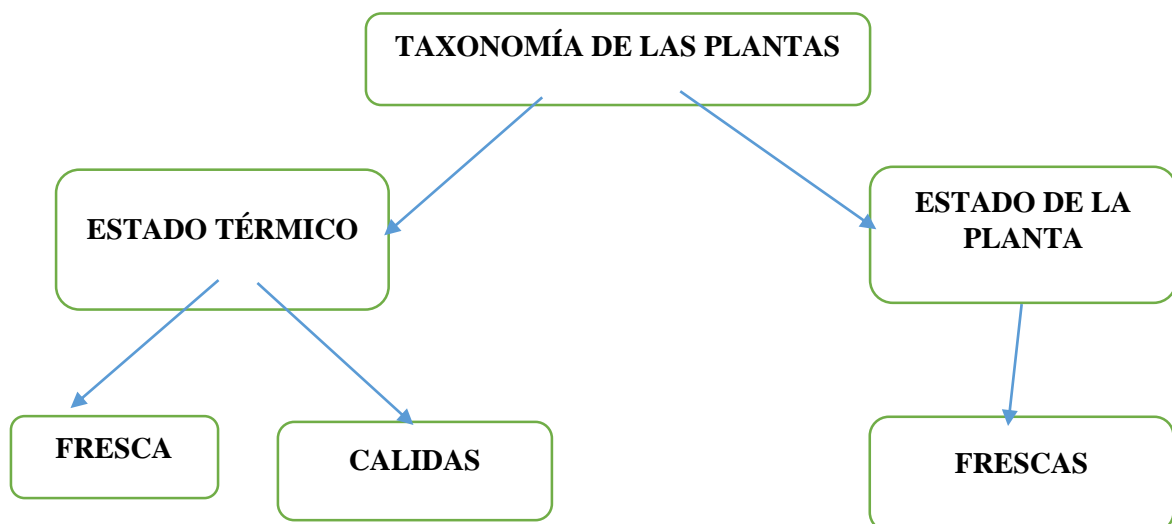 TAXONOMÍA DE LAS PLANTAS
ESTADO TÉRMICO
ESTADO DE LA
PLANTA
FRESCA
CALIDAS
FRESCAS